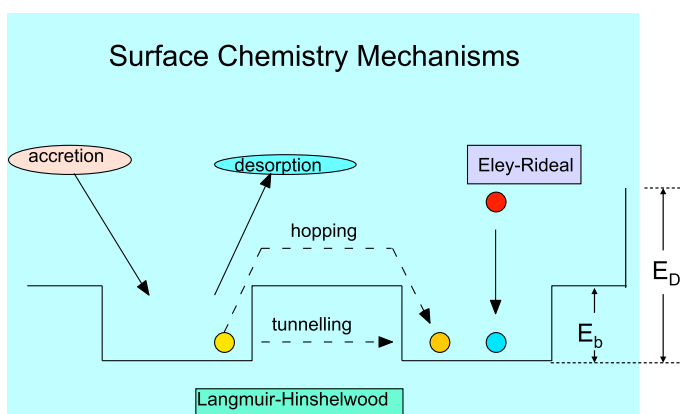 Surface Chemistry Mechanisms
accretion
desorption
Eley-Rideal
hopping
tunnelling
E_D
E_b
Langmuir-Hinshelwood